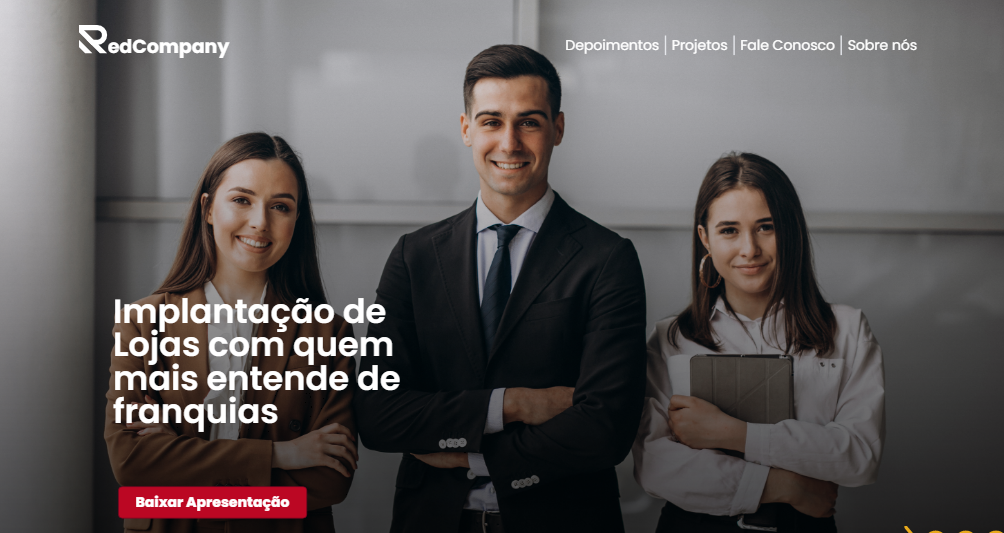 RedCompany
Depoimentos | Projetos | Fale Conosco | Sobre nós
Implantação de
Lojas com quem
mais entende de
franquias
Baixar Apresentação